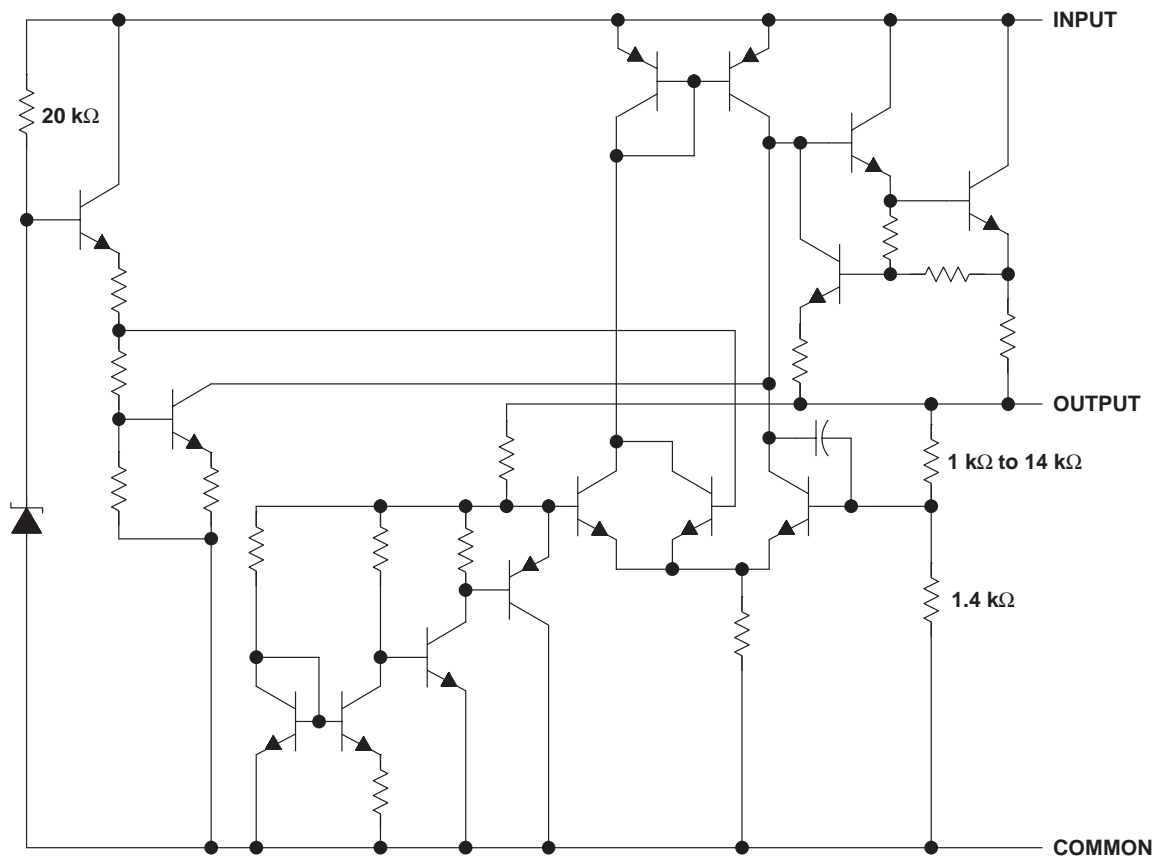 INPUT
20 kΩ
OUTPUT
1 kΩ to 14 kΩ
1.4 kΩ
COMMON